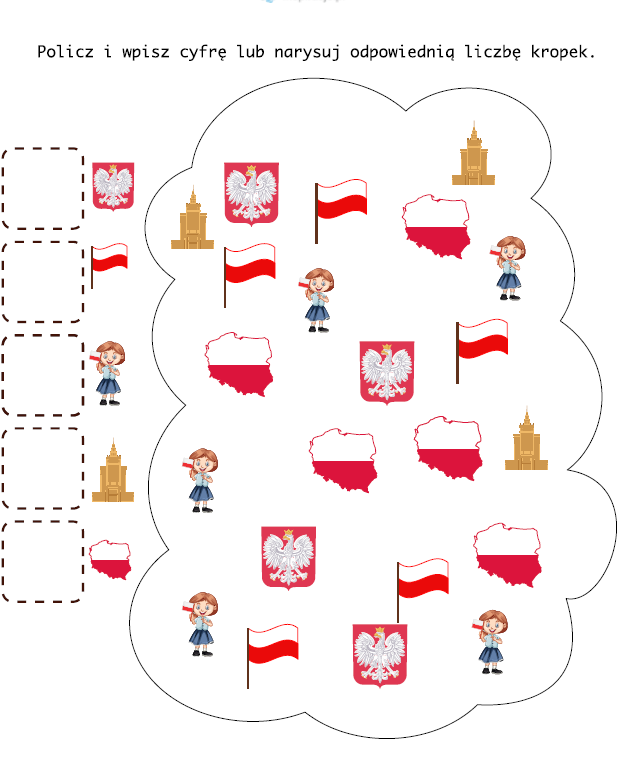 Policz i wpisz cyfrę lub narysuj odpowiednią liczbę kropek.